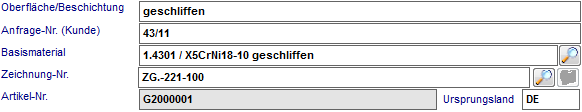 Oberfläche/Beschichtung geschliffen
Anfrage-Nr. (Kunde) 43/11
Basismaterial 1.4301 / X5CrNi18-10 geschliffen
Zeichnung-Nr. ZG.-221-100
Artikel-Nr. G2000001 Ursprungsland DE